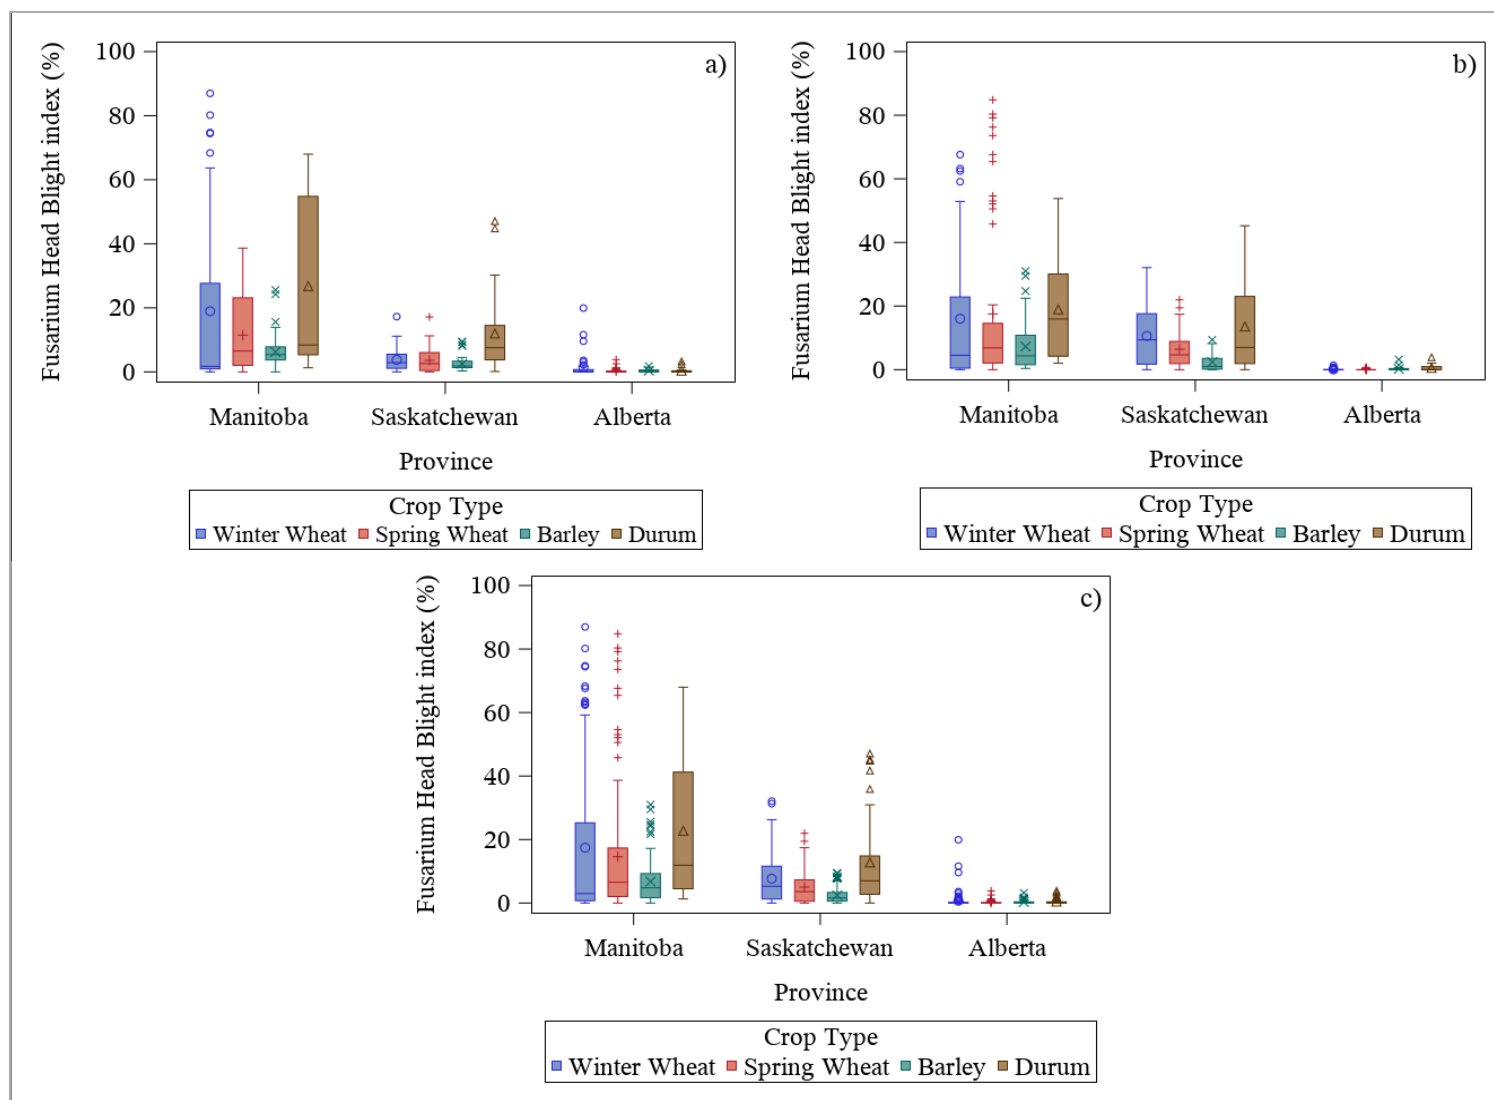 Fusarium Head Blight index (%)
100
80
60
40
20
0
a)
Manitoba Saskatchewan Alberta
Province
Crop Type
Winter Wheat Spring Wheat Barley Durum
Fusarium Head Blight index (%)
100
80
60
40
20
0
b)
Manitoba Saskatchewan Alberta
Province
Crop Type
Winter Wheat Spring Wheat Barley Durum
Fusarium Head Blight index (%)
100
80
60
40
20
0
c)
Manitoba Saskatchewan Alberta
Province
Crop Type
Winter Wheat Spring Wheat Barley Durum